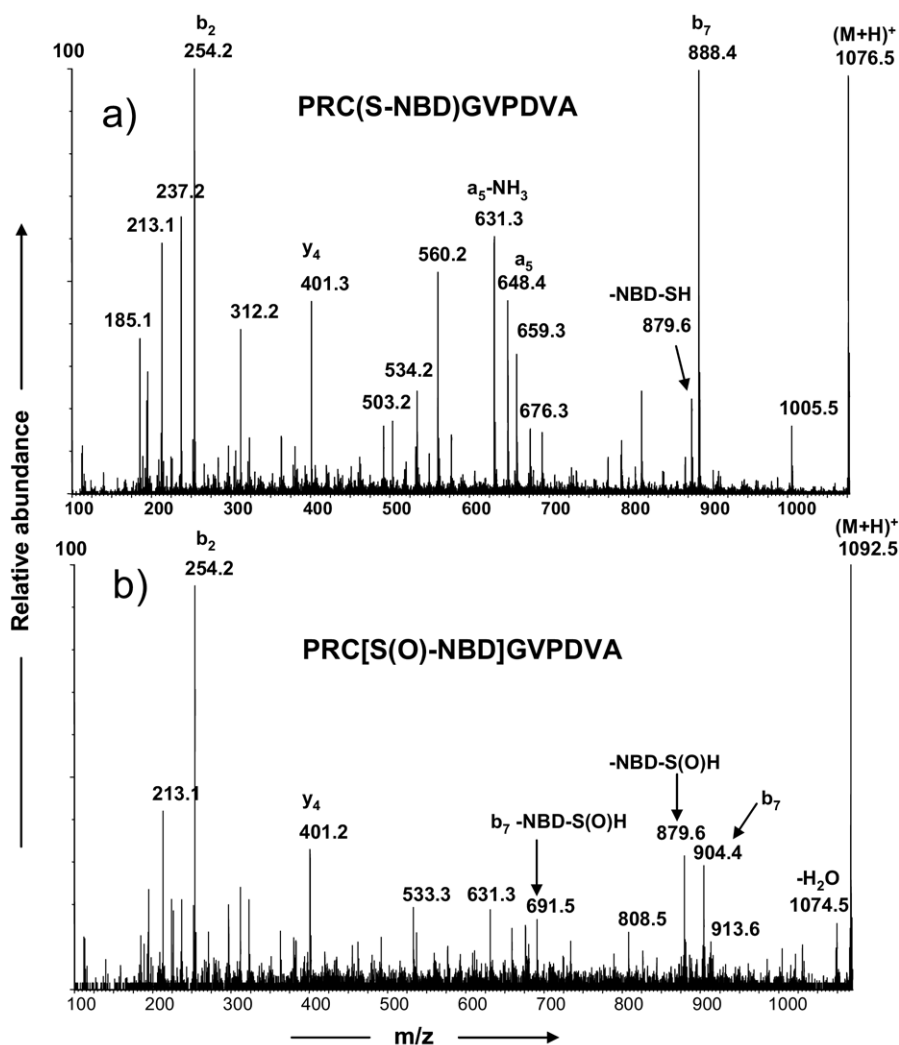 b2
b7
(M+H)+
100
254.2
888.4
1076.5
a)
PRC(S-NBD)GVPDVA
237.2
213.1
a5-NH3
631.3
y4
401.3
560.2
a5
648.4
-NBD-SH
879.6
185.1
312.2
659.3
534.2
503.2
676.3
1005.5
100 200 300 400 500 600 700 800 900 1000
Relative abundance
b2
(M+H)+
100
254.2
1092.5
b)
PRC[S(O)-NBD]GVPDVA
-NBD-S(O)H
213.1
y4
401.2
b7 -NBD-S(O)H
879.6
b7
904.4
533.3
631.3
691.5
808.5
913.6
-H2O
1074.5
100 200 300 400 500 600 700 800 900 1000
m/z